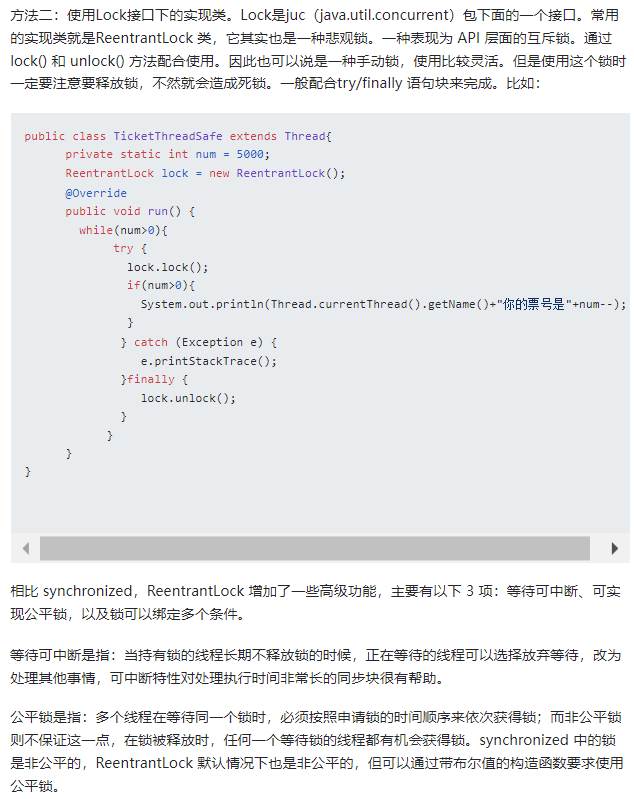 方法二：使用Lock接口下的实现类。Lock是juc（java.util.concurrent）包下面的一个接口。常用
的实现类就是ReentrantLock 类，它其实也是一种悲观锁。一种表现为 API 层面的互斥锁。通过
lock() 和 unlock() 方法配合使用。因此也可以说是一种手动锁，使用比较灵活。但是使用这个锁时
一定要注意要释放锁，不然就会造成死锁。一般配合try/finally 语句块来完成。比如：
public class TicketThreadSafe extends Thread{
private static int num = 5000;
ReentrantLock lock = new ReentrantLock();
@Override
public void run() {
while(num>0){
try {
lock.lock();
if(num>0){
System.out.println(Thread.currentThread().getName()+"你的票号是"+num--);
}
} catch (Exception e) {
e.printStackTrace();
}finally {
lock.unlock();
}
}
}
}
相比 synchronized，ReentrantLock 增加了一些高级功能，主要有以下 3 项：等待可中断、可实
现公平锁，以及锁可以绑定多个条件。
等待可中断是指：当持有锁的线程长期不释放锁的时候，正在等待的线程可以选择放弃等待，改为
处理其他事情，可中断特性对处理执行时间非常长的同步块很有帮助。
公平锁是指：多个线程在等待同一个锁时，必须按照申请锁的时间顺序来依次获得锁；而非公平锁
则不保证这一点，在锁被释放时，任何一个等待锁的线程都有机会获得锁。synchronized 中的锁
是非公平的，ReentrantLock 默认情况下也是非公平的，但可以通过带布尔值的构造函数要求使用
公平锁。